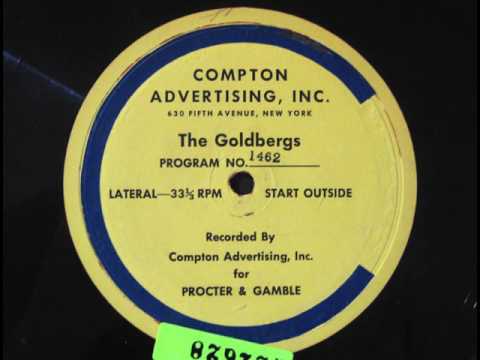 COMPTON
ADVERTISING, INC.
630 FIFTH AVENUE, NEW YORK
The Goldbergs
PROGRAM NO. 1462
LATERAL—33⅓ RPM START OUTSIDE
Recorded By
Compton Advertising, Inc.
for
PROCTER & GAMBLE